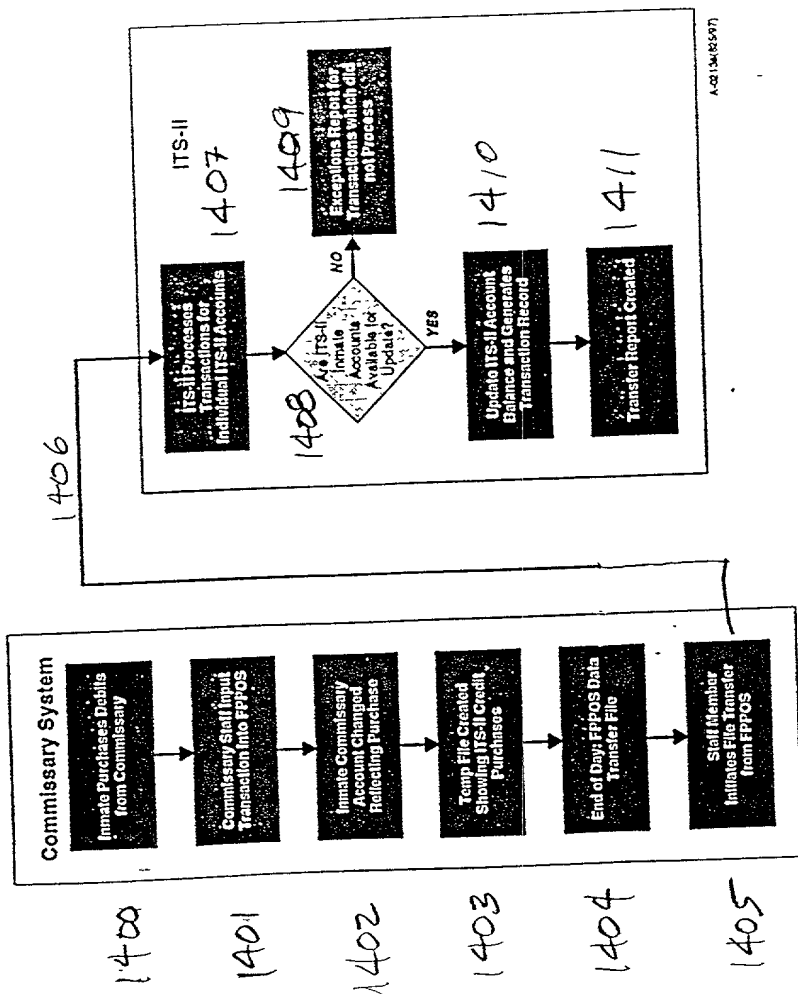 Commissary System
1400
Inmate Purchases Debits
from Commissary
1401
Commissary Staff Input
Transaction Into FPPOS
1402
Inmate Commissary
Account Changed
Reflecting Purchase
1403
Temp File Created
Showing ITS-II Credit
Purchases
1404
End of Day: FPPOS Data
Transfer File
1405
Staff Member
Initiates File Transfer
from FPPOS
1406
ITS-II
1407
ITS-II Processes
Transactions for
Individual ITS-II Accounts
1408
Are ITS-II
Inmate
Accounts
Available for
Update?
NO
1409
Exceptions Report for
Transactions which did
not Process
YES
1410
Update ITS-II Account
Balance and Generates
Transaction Record
1411
Transfer Report Created